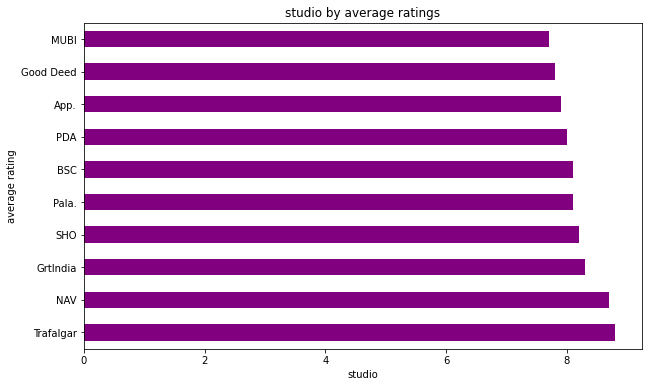 studio by average ratings
average rating
MUBI
Good Deed
App.
PDA
BSC
Pala.
SHO
GrtIndia
NAV
Trafalgar
0 2 4 6 8
studio